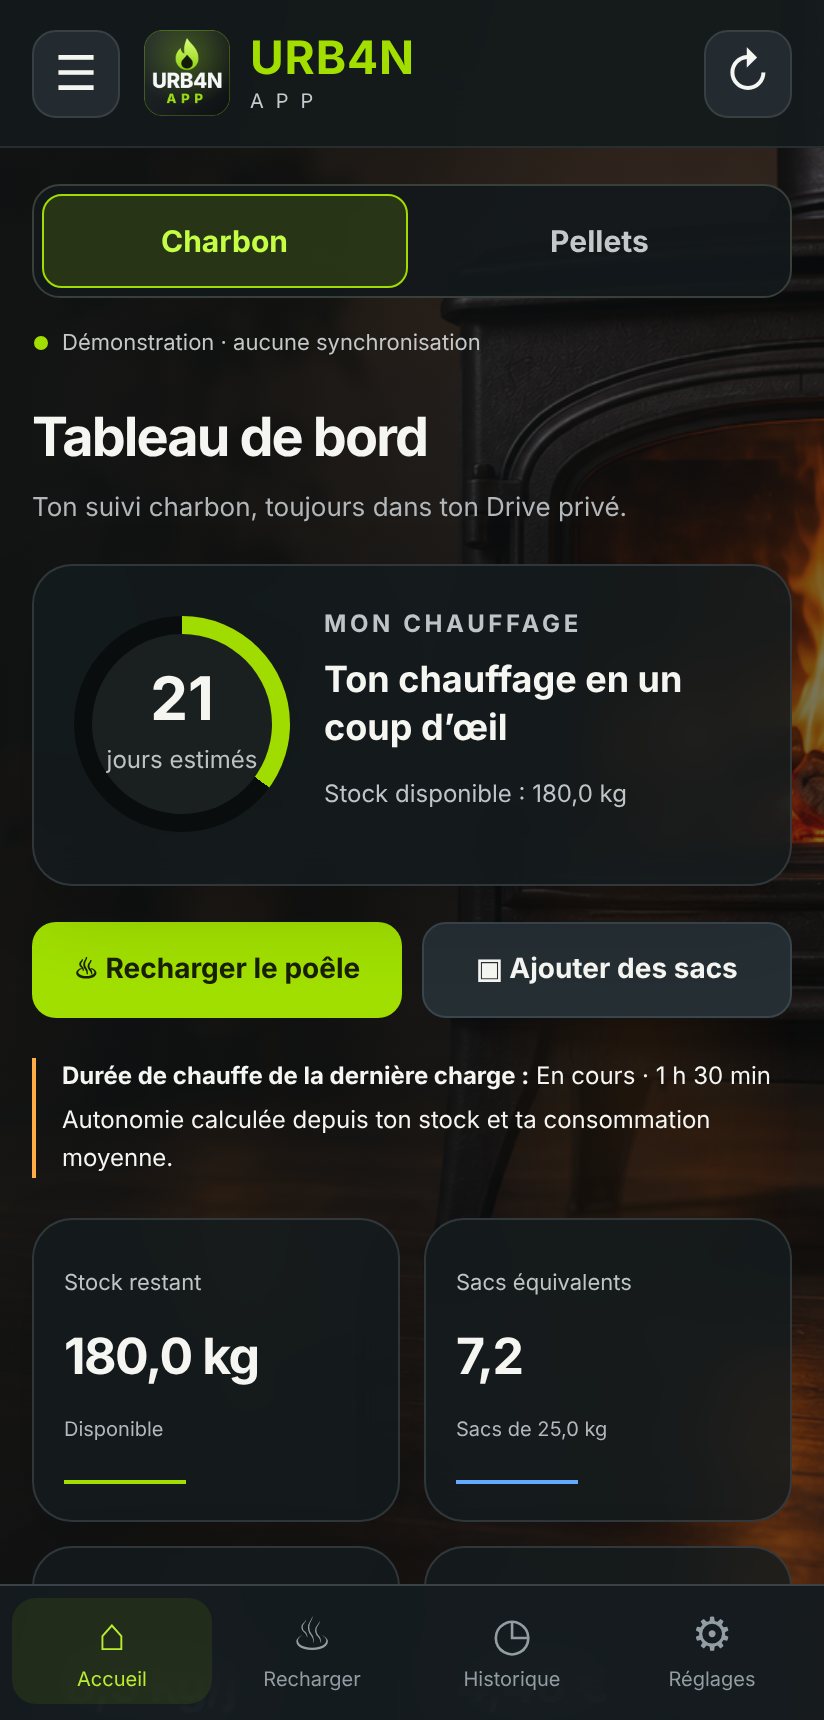 URB4N
APP
URB4N
APP
Charbon
Pellets
Démonstration · aucune synchronisation
Tableau de bord
Ton suivi charbon, toujours dans ton Drive privé.
21
jours estimés
MON CHAUFFAGE
Ton chauffage en un
coup d’œil
Stock disponible : 180,0 kg
Recharger le poêle
Ajouter des sacs
Durée de chauffe de la dernière charge : En cours · 1 h 30 min
Autonomie calculée depuis ton stock et ta consommation
moyenne.
Stock restant
180,0 kg
Disponible
Sacs équivalents
7,2
Sacs de 25,0 kg
Accueil
Recharger
Historique
Réglages